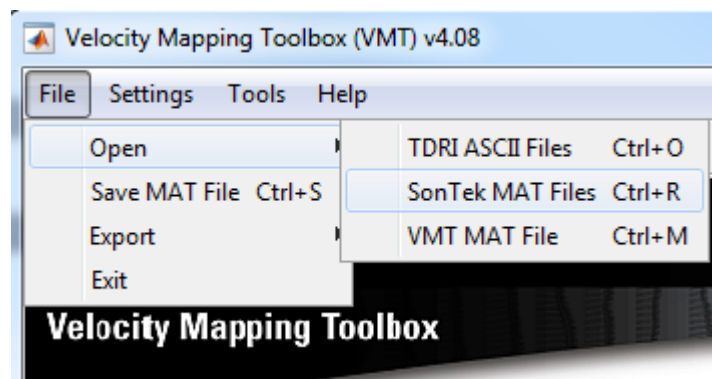 Velocity Mapping Toolbox (VMT) v4.08
File Settings Tools Help
Open
Save MAT File Ctrl+S
Export
Exit
TDRI ASCII Files Ctrl+O
SonTek MAT Files Ctrl+R
VMT MAT File Ctrl+M
Velocity Mapping Toolbox